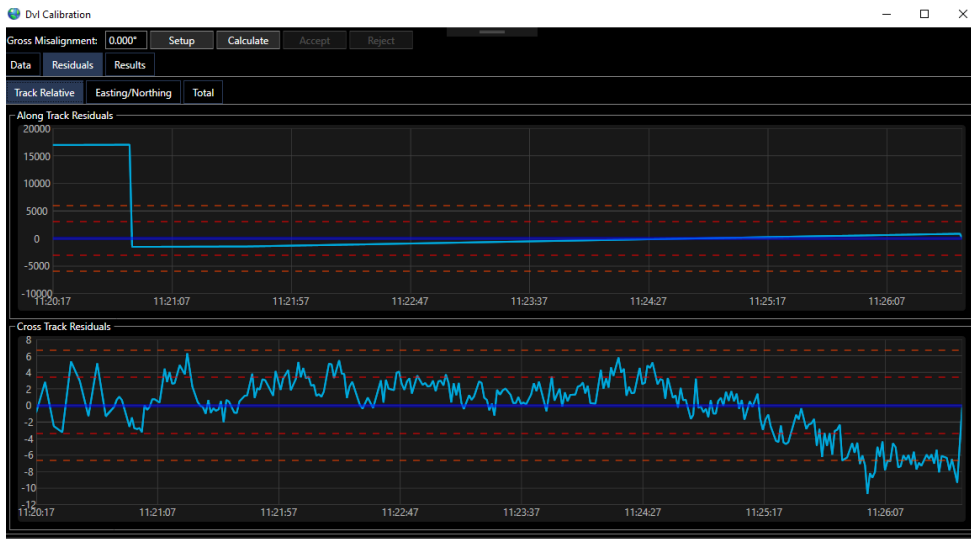 Dvl Calibration
Gross Misalignment: 0.000° Setup Calculate Accept Reject
Data Residuals Results
Track Relative Easting/Northing Total
Along Track Residuals
20000
15000
10000
5000
0
-5000
-10000
11:20:17 11:21:07 11:21:57 11:22:47 11:23:37 11:24:27 11:25:17 11:26:07
Cross Track Residuals
8
6
4
2
0
-2
-4
-6
-8
-10
-12
11:20:17 11:21:07 11:21:57 11:22:47 11:23:37 11:24:27 11:25:17 11:26:07